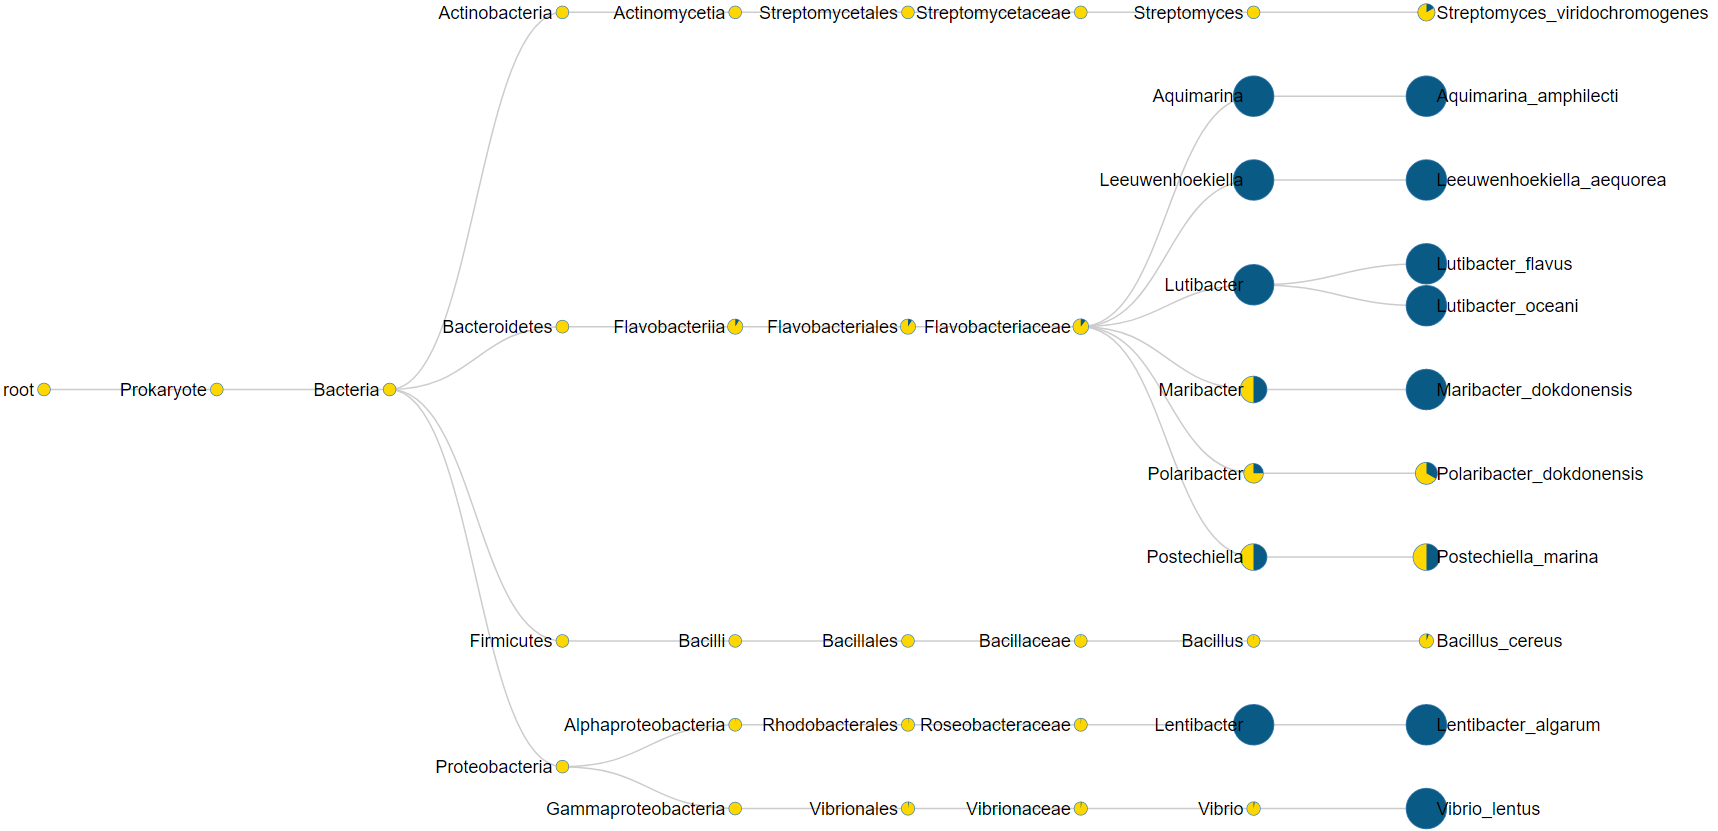 Actinobacteria Actinomycetia Streptomycetales Streptomycetaceae Streptomyces Streptomyces_viridochromogenes
Aquimarina Aquimarina_amphilecti
Leeuwenhoekiella Leeuwenhoekiella_aequorea
Lutibacter_flavus
Lutibacter
Lutibacter_oceani
Bacteroidetes Flavobacteriia Flavobacteriales Flavobacteriaceae
root Prokaryote Bacteria Maribacter Maribacter_dokdonensis
Polaribacter Polaribacter_dokdonensis
Postechiella Postechiella_marina
Firmicutes Bacilli Bacillales Bacillaceae Bacillus Bacillus_cereus
Alphaproteobacteria Rhodobacterales Roseobacteraceae Lentibacter Lentibacter_algarum
Proteobacteria
Gammaproteobacteria Vibrionales Vibrionaceae Vibrio Vibrio_lentus